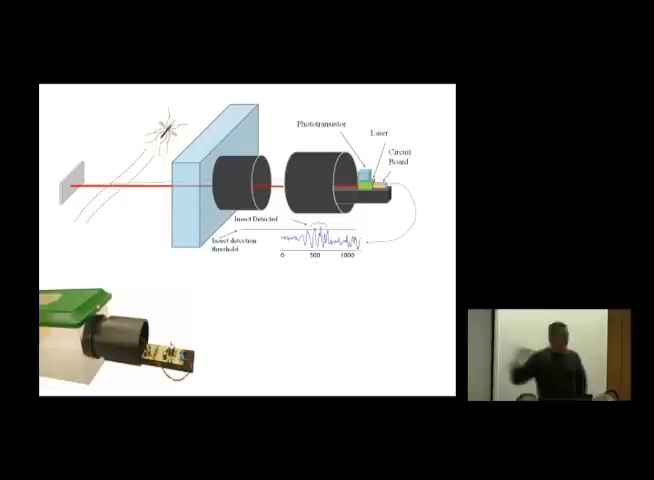 Phototransistor
Laser
Circuit
Board
Insect Detected
Insect detection
threshold
0
500
1000